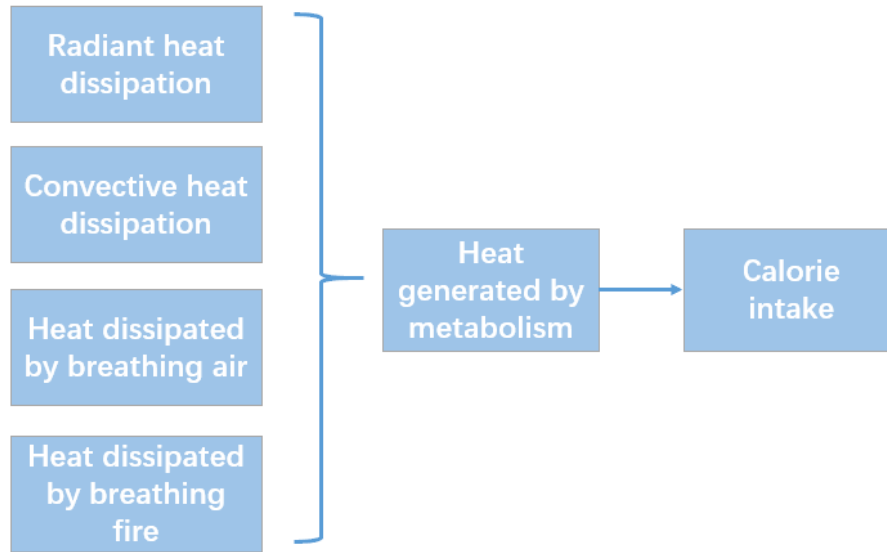 Radiant heat
dissipation
Convective heat
dissipation
Heat dissipated
by breathing air
Heat dissipated
by breathing
fire
Heat
generated by
metabolism
Calorie
intake